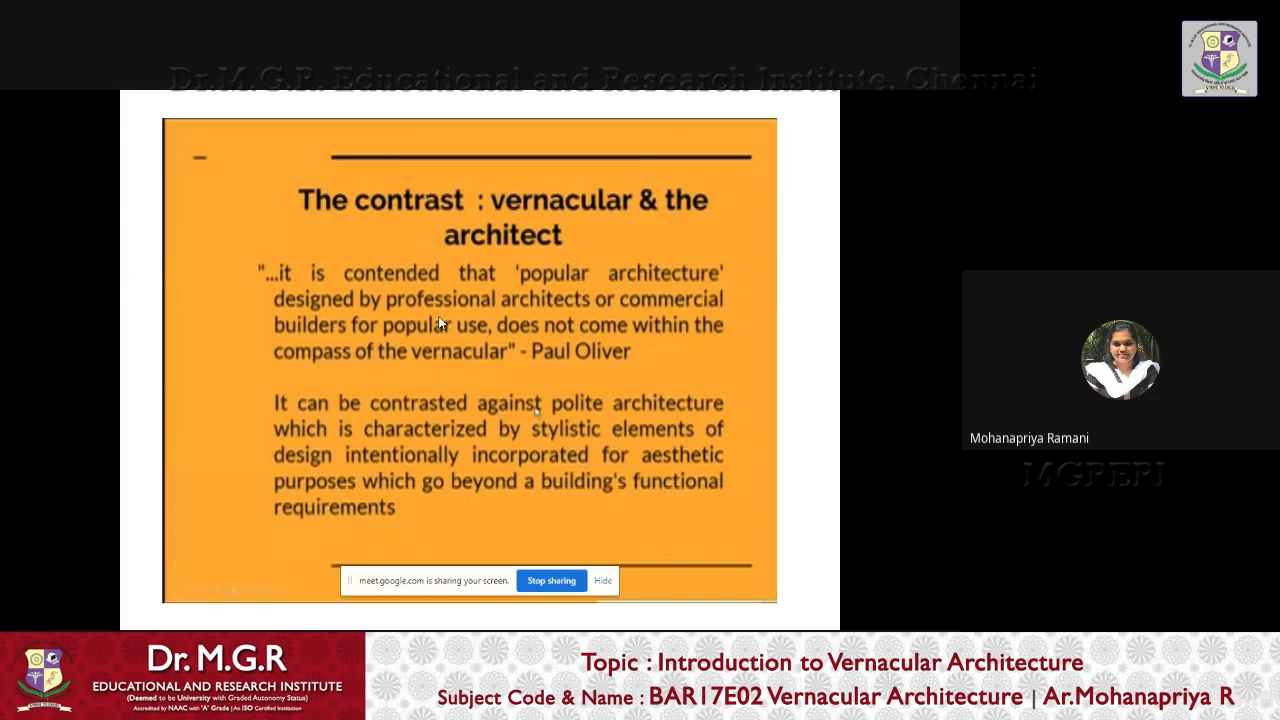 Dr.M.G.R. Educational and Research Institute, Chennai
The contrast : vernacular & the
architect
"...it is contended that 'popular architecture'
designed by professional architects or commercial
builders for popular use, does not come within the
compass of the vernacular" - Paul Oliver
It can be contrasted against polite architecture
which is characterized by stylistic elements of
design intentionally incorporated for aesthetic
purposes which go beyond a building's functional
requirements
meet.google.com is sharing your screen.
Stop sharing
Hide
Mohanapriya Ramani
Dr. M.G.R
EDUCATIONAL AND RESEARCH INSTITUTE
(Deemed to be University with Graded Autonomy Status)
Accredited by NAAC with 'A' Grade | An ISO Certified Institution
Topic : Introduction to Vernacular Architecture
Subject Code & Name : BAR17E02 Vernacular Architecture | Ar.Mohanapriya R